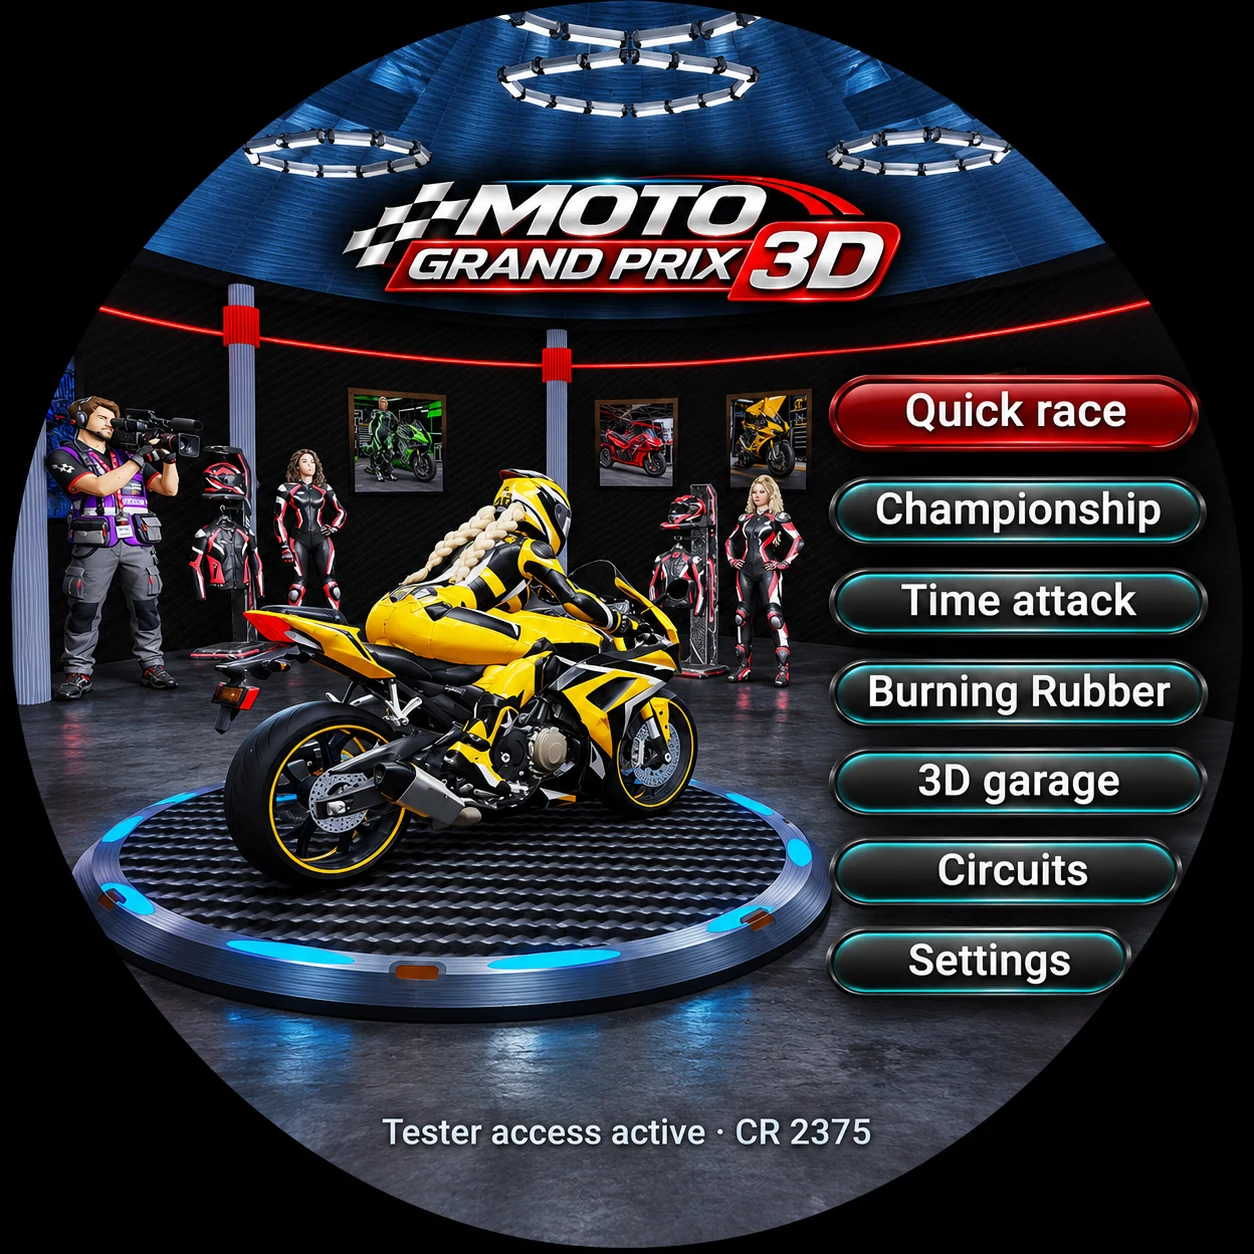 MOTO
GRAND PRIX 3D
Quick race
Championship
Time attack
Burning Rubber
3D garage
Circuits
Settings
Tester access active · CR 2375